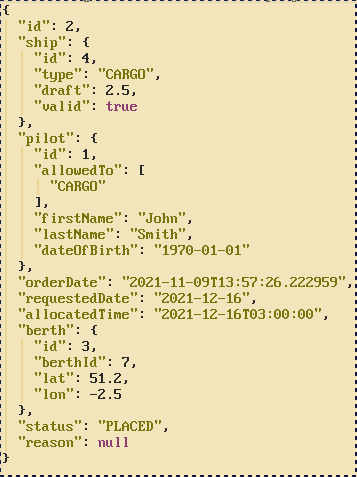 {
  "id": 2,
  "ship": {
    "id": 4,
    "type": "CARGO",
    "draft": 2.5,
    "valid": true
  },
  "pilot": {
    "id": 1,
    "allowedTo": [
      "CARGO"
    ],
    "firstName": "John",
    "lastName": "Smith",
    "dateOfBirth": "1970-01-01"
  },
  "orderDate": "2021-11-09T13:57:26.222959",
  "requestedDate": "2021-12-16",
  "allocatedTime": "2021-12-16T03:00:00",
  "berth": {
    "id": 3,
    "berthId": 7,
    "lat": 51.2,
    "lon": -2.5
  },
  "status": "PLACED",
  "reason": null
}